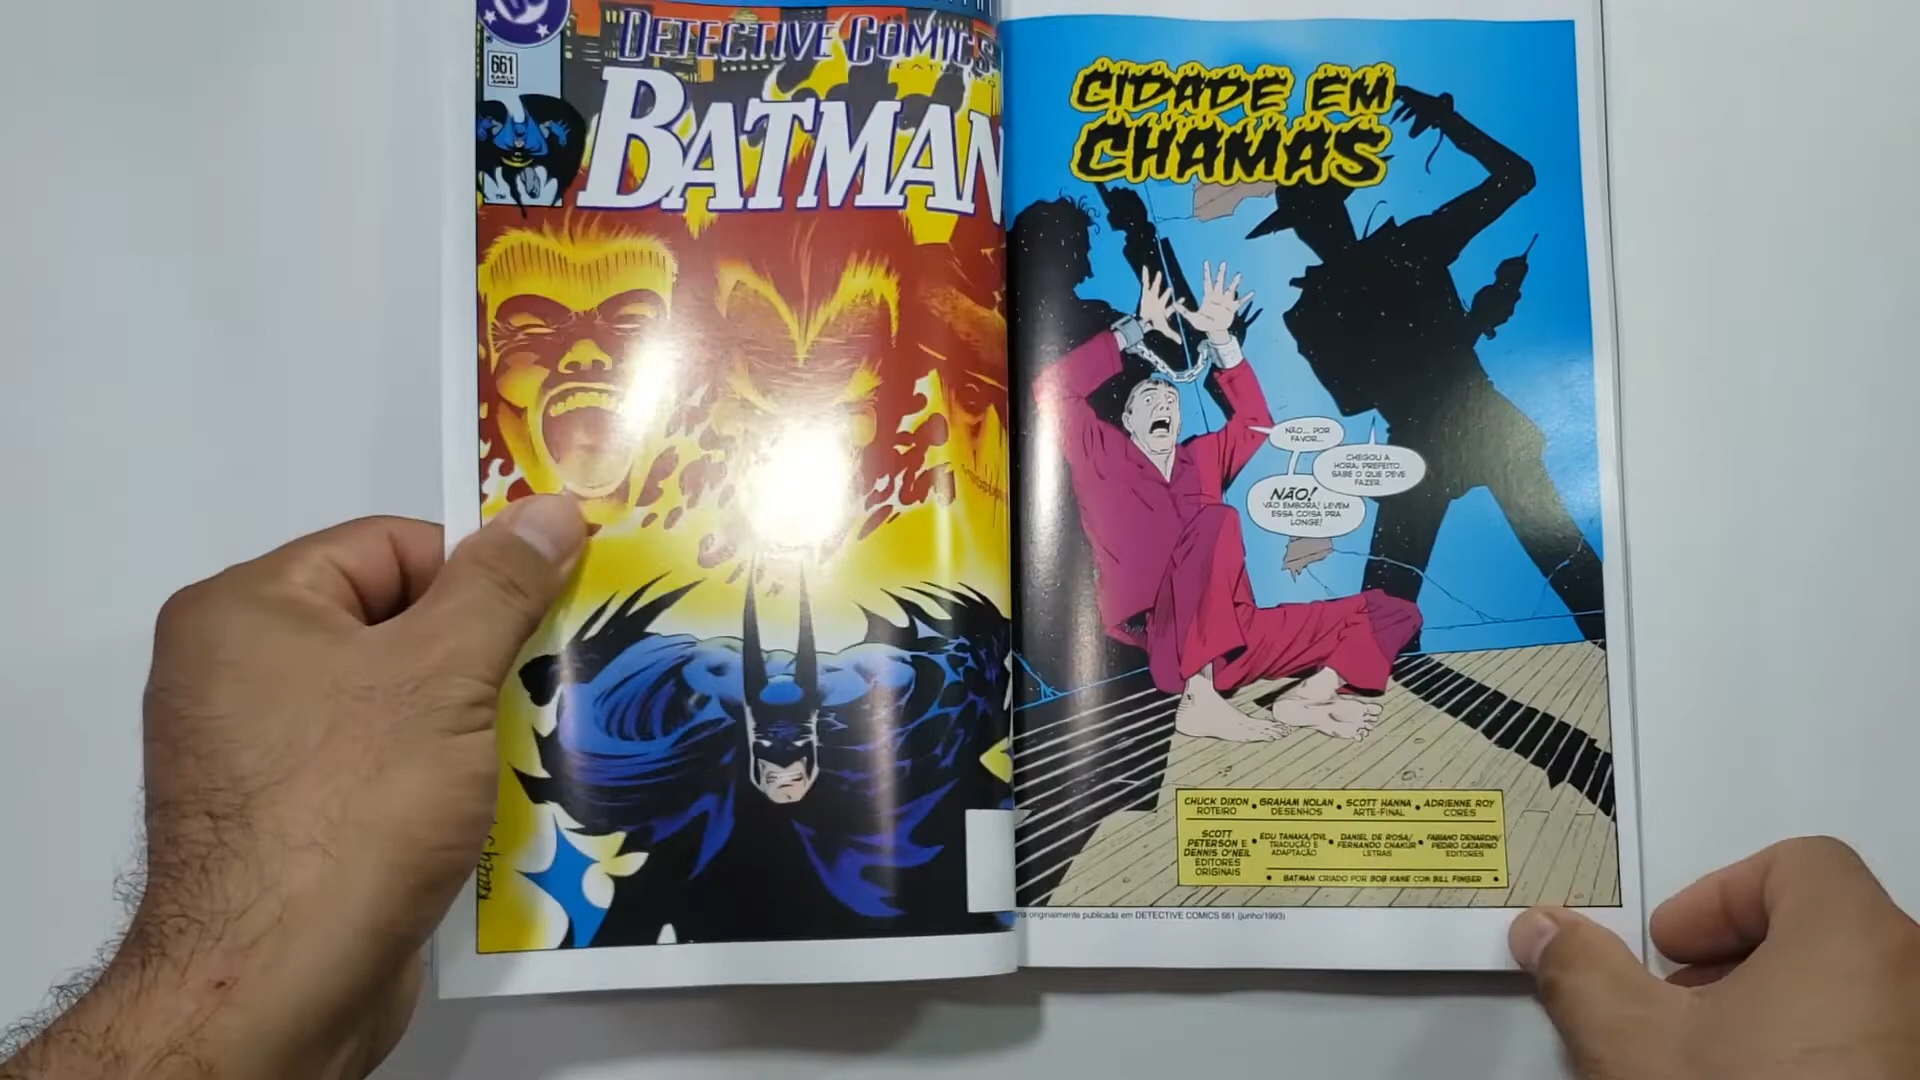 DC
DETECTIVE COMICS
661
BATMAN
TM
KELLEY J
CIDADE EM
CHAMAS
NÃO... POR
FAVOR...
CHEGOU A
HORA, PREFEITO.
SABE O QUE DEVE
FAZER.
NÃO!
VÃO EMBORA! LEVEM
ESSA COISA PRA
LONGE!
CHUCK DIXON • GRAHAM NOLAN • SCOTT HANNA • ADRIENNE ROY
ROTEIRO DESENHOS ARTE-FINAL CORES
SCOTT
PETERSON E
DENNIS O'NEIL
EDITORES
ORIGINAIS
• EDU TANAKA/DVL
TRADUÇÃO E
ADAPTAÇÃO
• DANIEL DE ROSA/
FERNANDO CHAKUR
LETRAS
• FABIANO DENARDIN/
PEDRO CATARINO
EDITORES
• BATMAN CRIADO POR BOB KANE COM BILL FINGER •
originalmente publicada em DETECTIVE COMICS 661 (junho/1993)